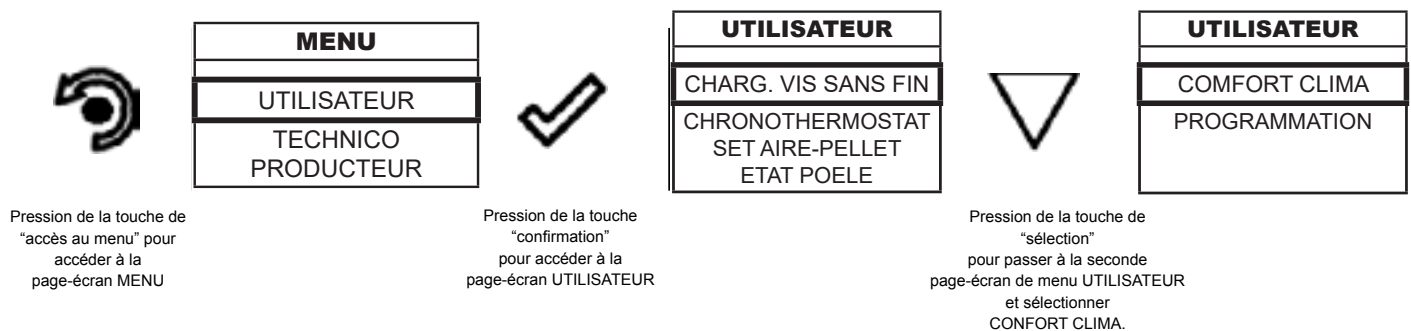 MENU
UTILISATEUR
TECHNICO
PRODUCTEUR
UTILISATEUR
CHARG. VIS SANS FIN
CHRONOTHERMOSTAT
SET AIRE-PELLET
ETAT POELE
UTILISATEUR
COMFORT CLIMA
PROGRAMMATION
Pression de la touche de
“accès au menu” pour
accéder à la
page-écran MENU
Pression de la touche
“confirmation”
pour accéder à la
page-écran UTILISATEUR
Pression de la touche de
“sélection”
pour passer à la seconde
page-écran de menu UTILISATEUR
et sélectionner
CONFORT CLIMA.